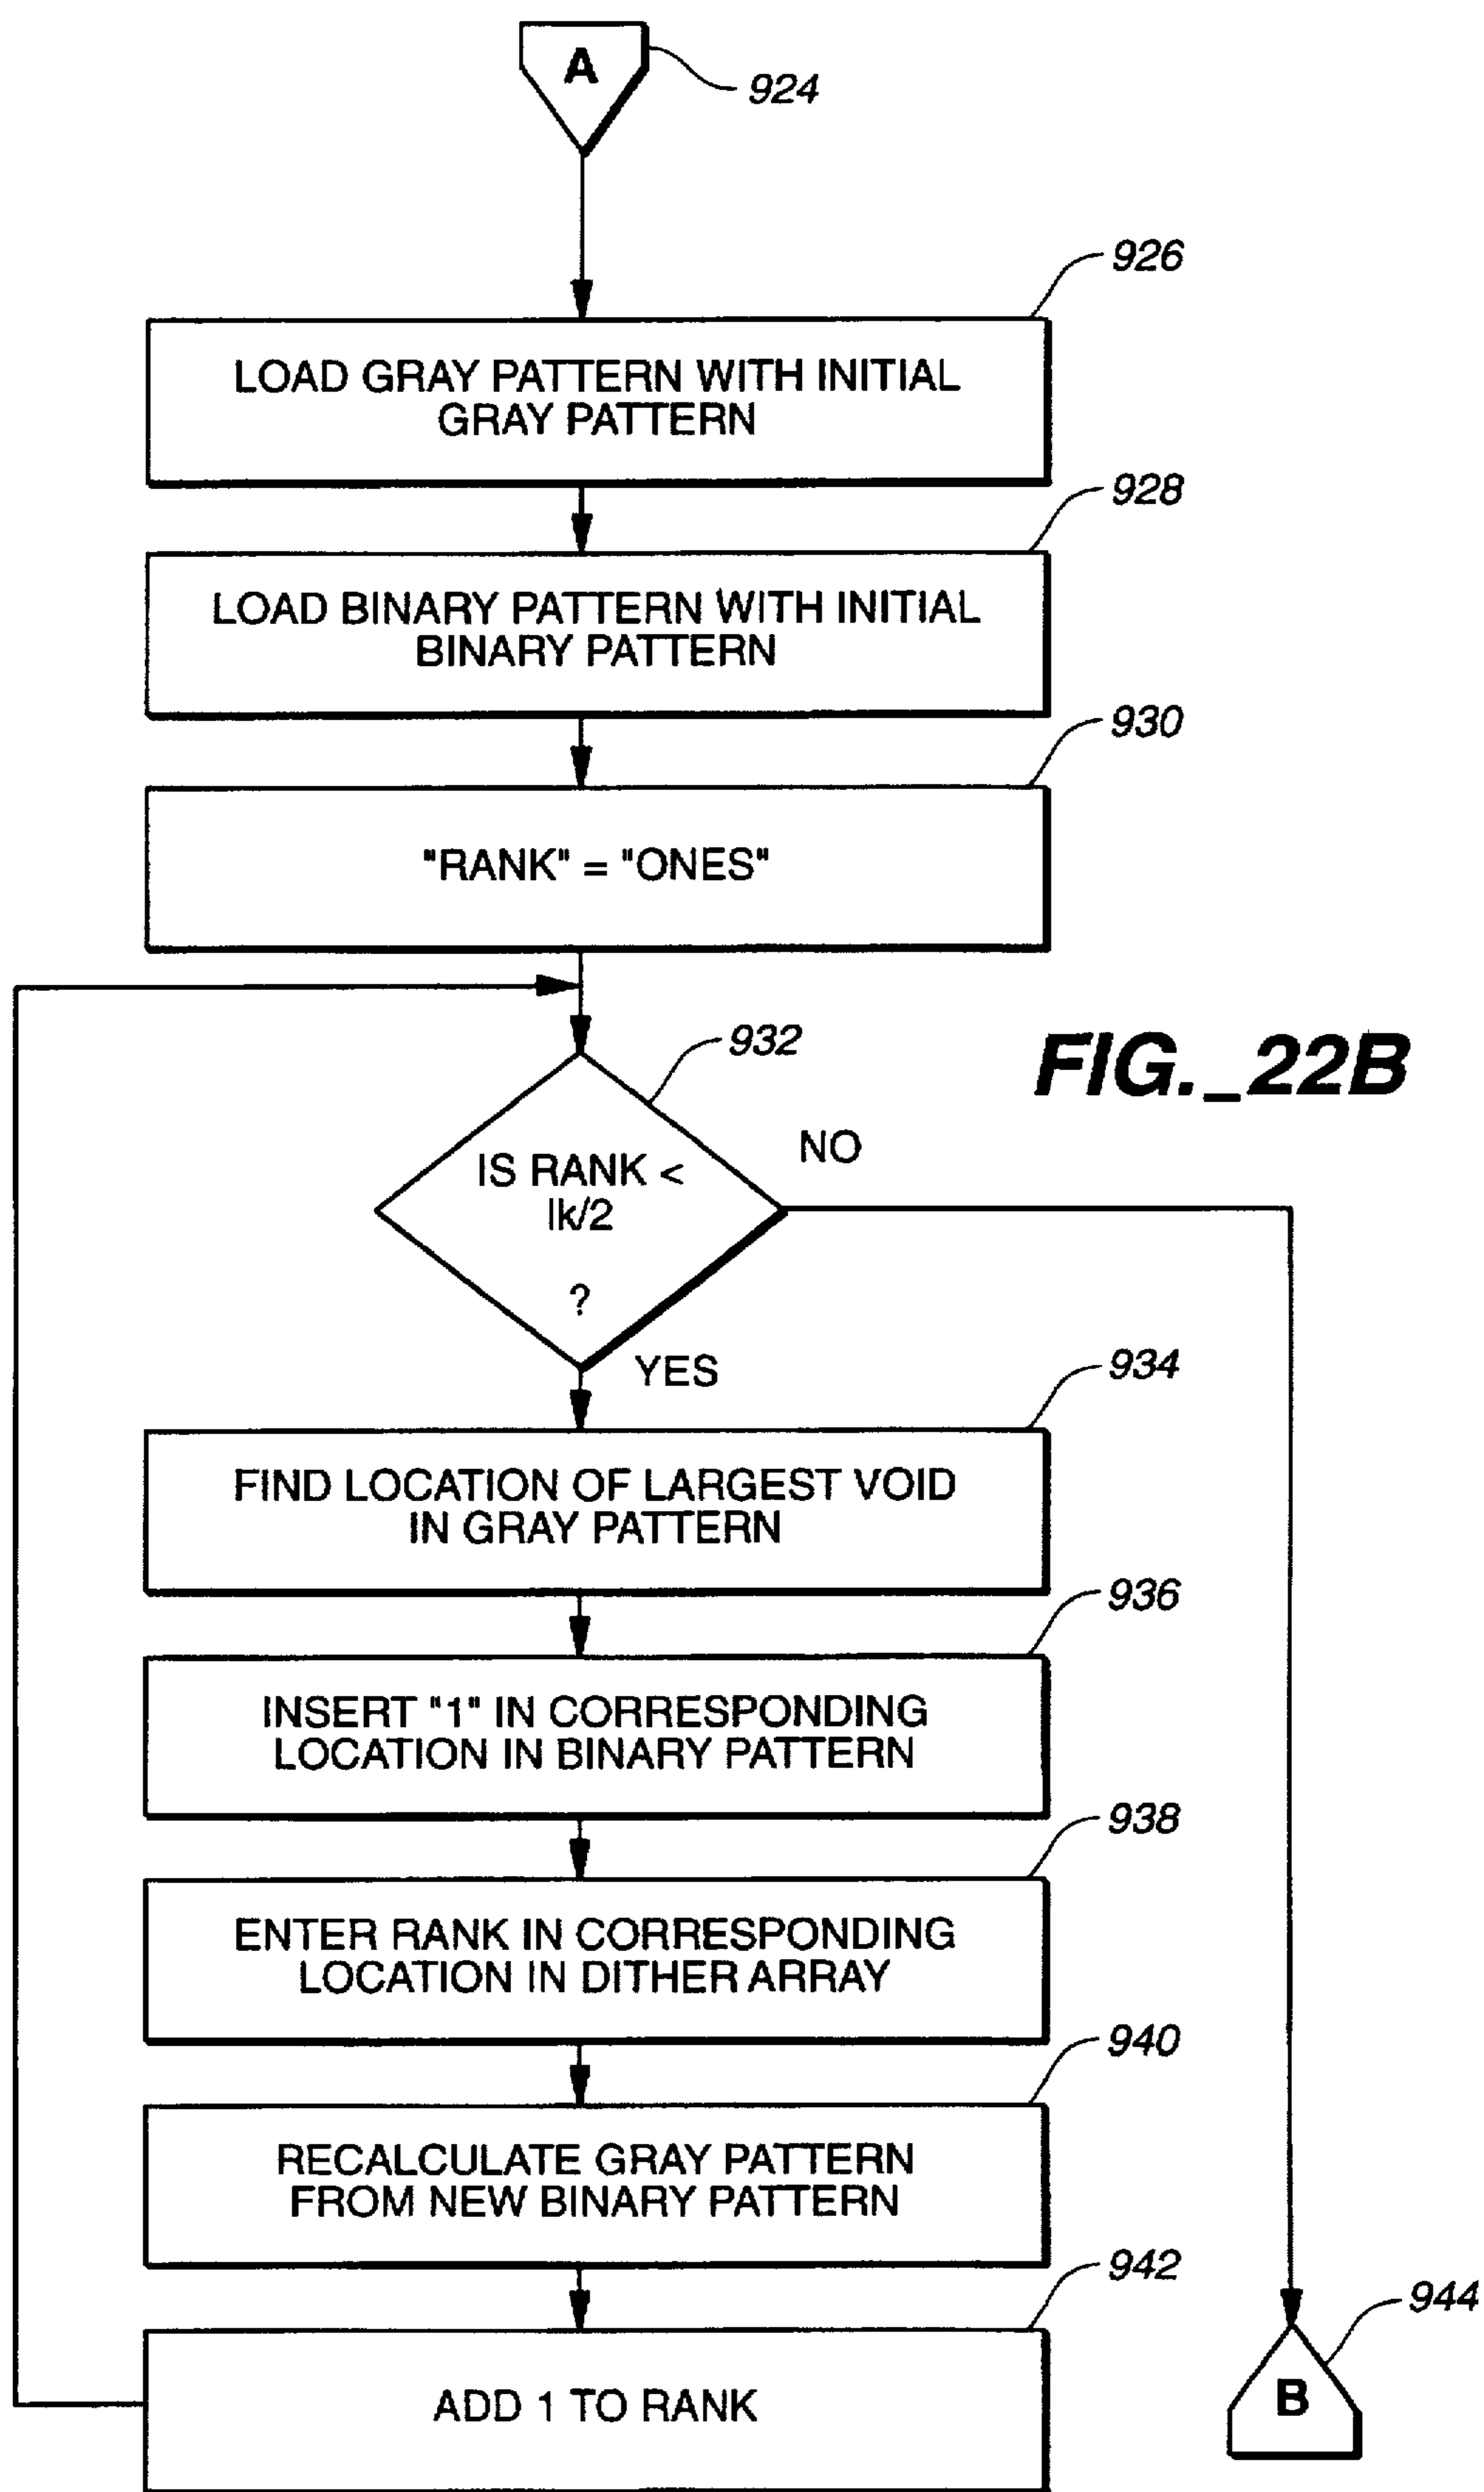 A
924
926
LOAD GRAY PATTERN WITH INITIAL
GRAY PATTERN
928
LOAD BINARY PATTERN WITH INITIAL
BINARY PATTERN
930
"RANK" = "ONES"
932
FIG._22B
NO
IS RANK <
lk/2
?
YES
934
FIND LOCATION OF LARGEST VOID
IN GRAY PATTERN
936
INSERT "1" IN CORRESPONDING
LOCATION IN BINARY PATTERN
938
ENTER RANK IN CORRESPONDING
LOCATION IN DITHER ARRAY
940
RECALCULATE GRAY PATTERN
FROM NEW BINARY PATTERN
942
944
B
ADD 1 TO RANK